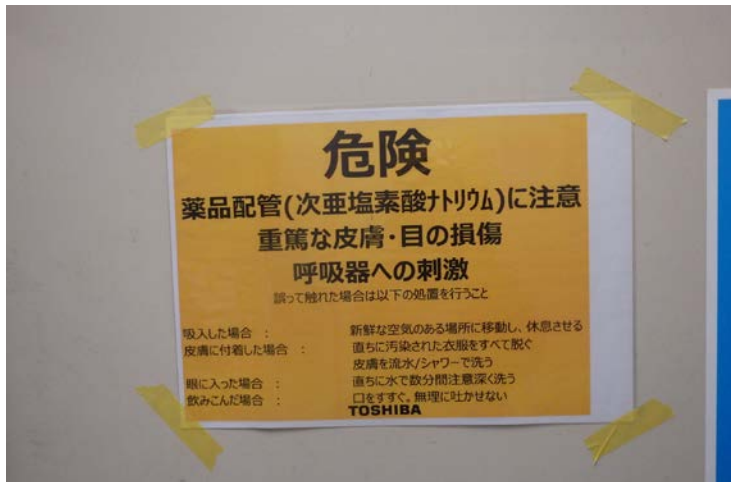 危険
薬品配管(次亜塩素酸ﾅﾄﾘｳﾑ)に注意
重篤な皮膚・目の損傷
呼吸器への刺激
誤って触れた場合は以下の処置を行うこと
吸入した場合 : 新鮮な空気のある場所に移動し、休息させる
皮膚に付着した場合 : 直ちに汚染された衣服をすべて脱ぐ
皮膚を流水/シャワーで洗う
眼に入った場合 : 直ちに水で数分間注意深く洗う
飲みこんだ場合 : 口をすすぐ。無理に吐かせない
TOSHIBA